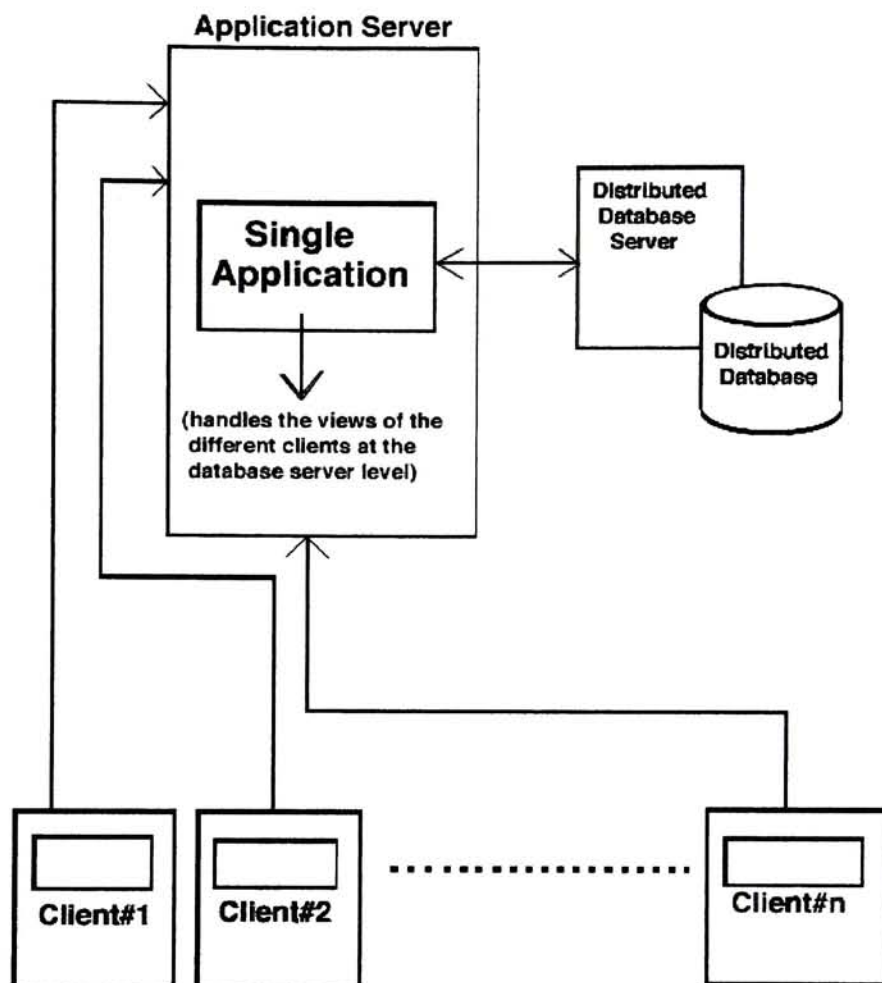 Application Server
Single
Application
Distributed
Database
Server
Distributed
Database
(handles the views of the
different clients at the
database server level)
Client#1
Client#2
Client#n